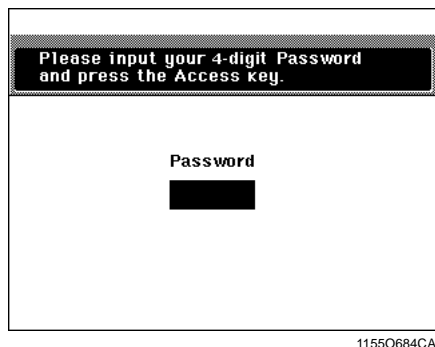 Please input your 4-digit Password
and press the Access key.
Password
1155O684CA